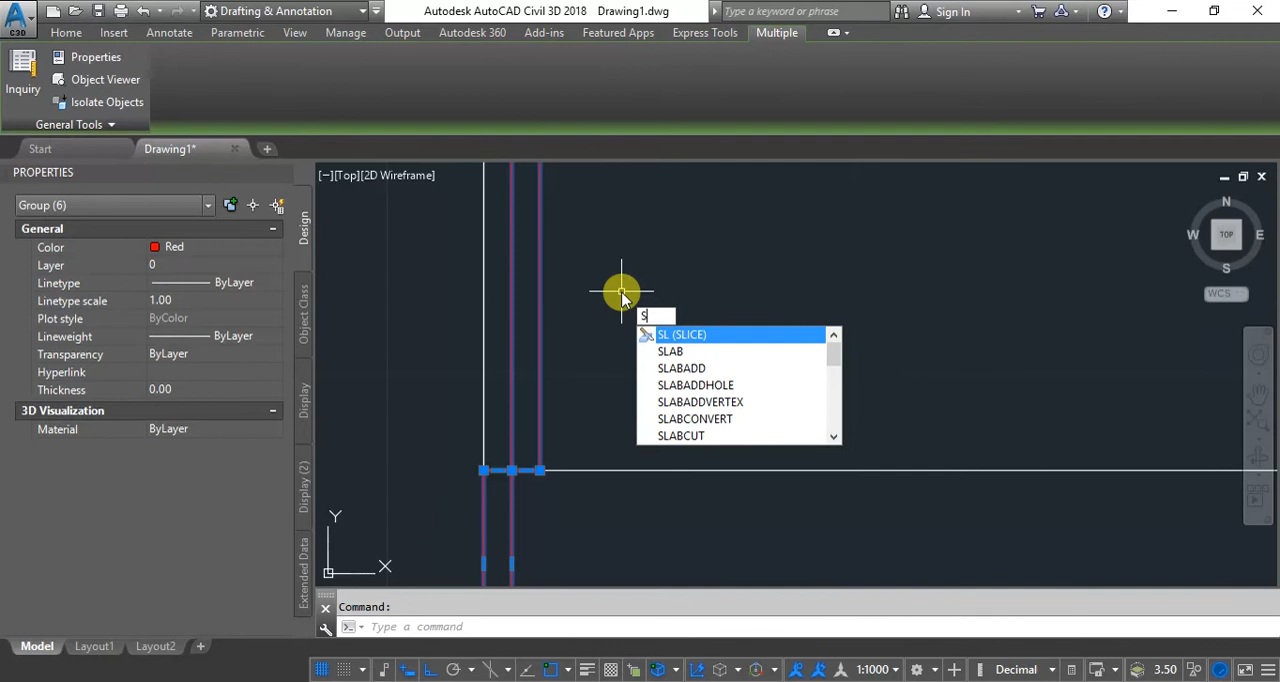 Drafting & Annotation
Autodesk AutoCAD Civil 3D 2018 Drawing1.dwg
Type a keyword or phrase
Sign In
C3D
Home Insert Annotate Parametric View Manage Output Autodesk 360 Add-ins Featured Apps Express Tools Multiple
Inquiry
Properties
Object Viewer
Isolate Objects
General Tools
Start
Drawing1*
PROPERTIES
[−][Top][2D Wireframe]
Group (6)
General
Color Red
Layer 0
Linetype ByLayer
Linetype scale 1.00
Plot style ByColor
Lineweight ByLayer
Transparency ByLayer
Hyperlink
Thickness 0.00
3D Visualization
Material ByLayer
Design
Object Class
Display
Display (2)
Extended Data
N
W TOP E
S
WCS
S
SL (SLICE)
SLAB
SLABADD
SLABADDHOLE
SLABADDVERTEX
SLABCONVERT
SLABCUT
Y
X
Command:
Type a command
Model Layout1 Layout2
1:1000
Decimal
3.50